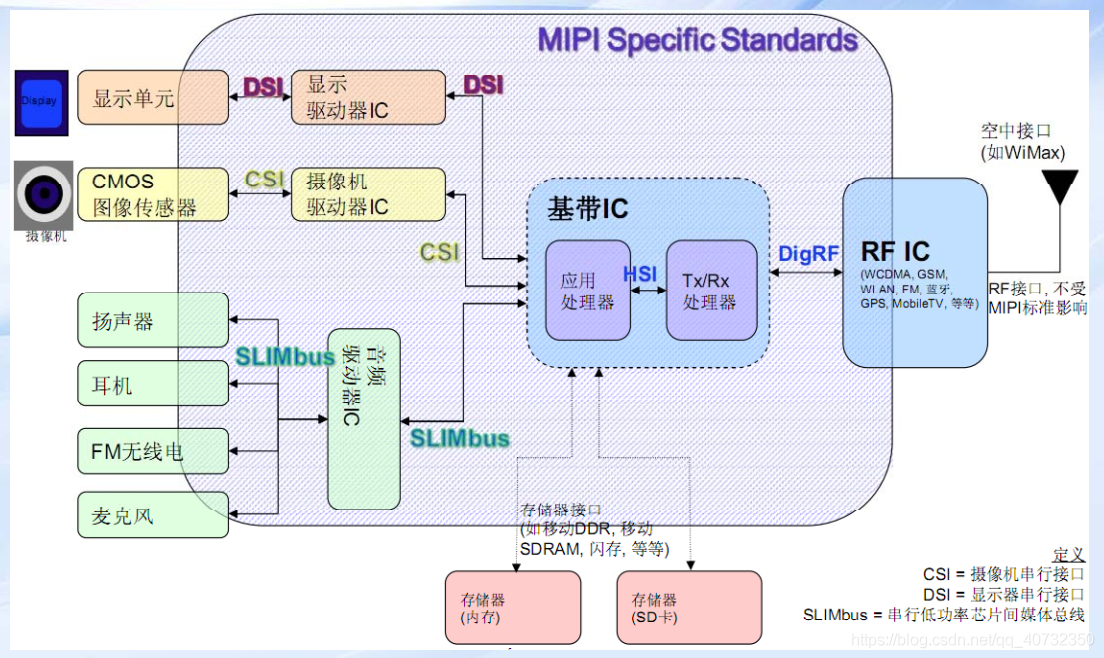 MIPI Specific Standards
Display
显示单元
DSI
显示
驱动器IC
DSI
摄像机
CMOS
图像传感器
CSI
摄像机
驱动器IC
CSI
基带IC
应用
处理器
HSI
Tx/Rx
处理器
DigRF
RF IC
(WCDMA, GSM,
WLAN, FM, 蓝牙,
GPS, MobileTV, 等等)
空中接口
(如WiMax)
RF接口, 不受
MIPI标准影响
扬声器
耳机
FM无线电
麦克风
SLIMbus
音频
驱动器IC
SLIMbus
存储器接口
(如移动DDR, 移动
SDRAM, 闪存, 等等)
存储器
(内存)
存储器
(SD卡)
定义
CSI = 摄像机串行接口
DSI = 显示器串行接口
SLIMbus = 串行低功率芯片间媒体总线
https://blog.csdn.net/qq_40732350